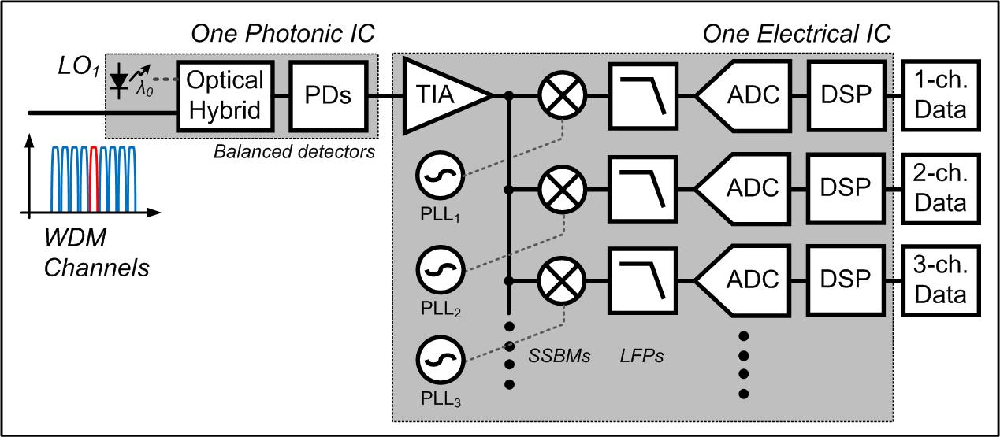 One Photonic IC
One Electrical IC
LO1
λ0
Optical
Hybrid
PDs
TIA
ADC
DSP
1-ch.
Data
Balanced detectors
PLL1
ADC
DSP
2-ch.
Data
WDM
Channels
PLL2
ADC
DSP
3-ch.
Data
SSBMs
LFPs
PLL3